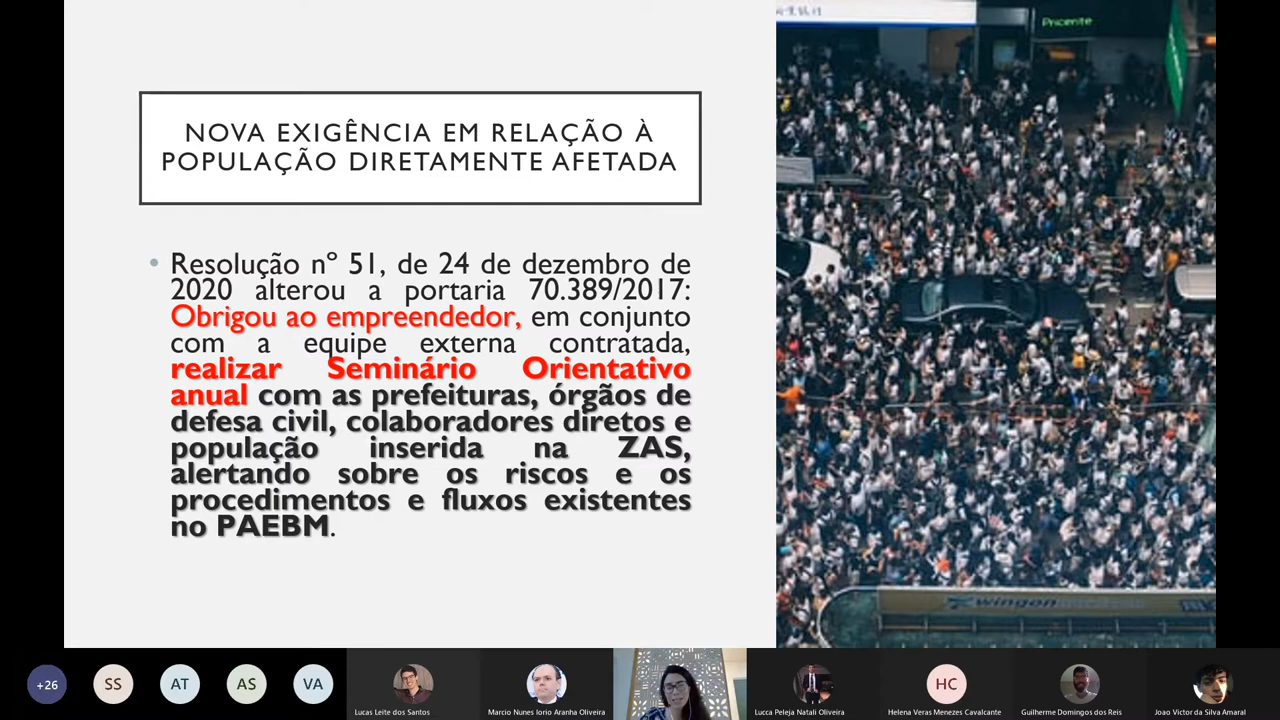 NOVA EXIGÊNCIA EM RELAÇÃO À
POPULAÇÃO DIRETAMENTE AFETADA
• Resolução nº 51, de 24 de dezembro de
2020 alterou a portaria 70.389/2017:
Obrigou ao empreendedor, em conjunto
com a equipe externa contratada,
realizar Seminário Orientativo
anual com as prefeituras, órgãos de
defesa civil, colaboradores diretos e
população inserida na ZAS,
alertando sobre os riscos e os
procedimentos e fluxos existentes
no PAEBM.
Pricente
wingon
+26
SS
AT
AS
VA
HC
Lucas Leite dos Santos
Marcio Nunes Iorio Aranha Oliveira
Lucca Peleja Natali Oliveira
Helena Veras Menezes Cavalcante
Guilherme Domingos dos Reis
Joao Victor da Silva Amaral